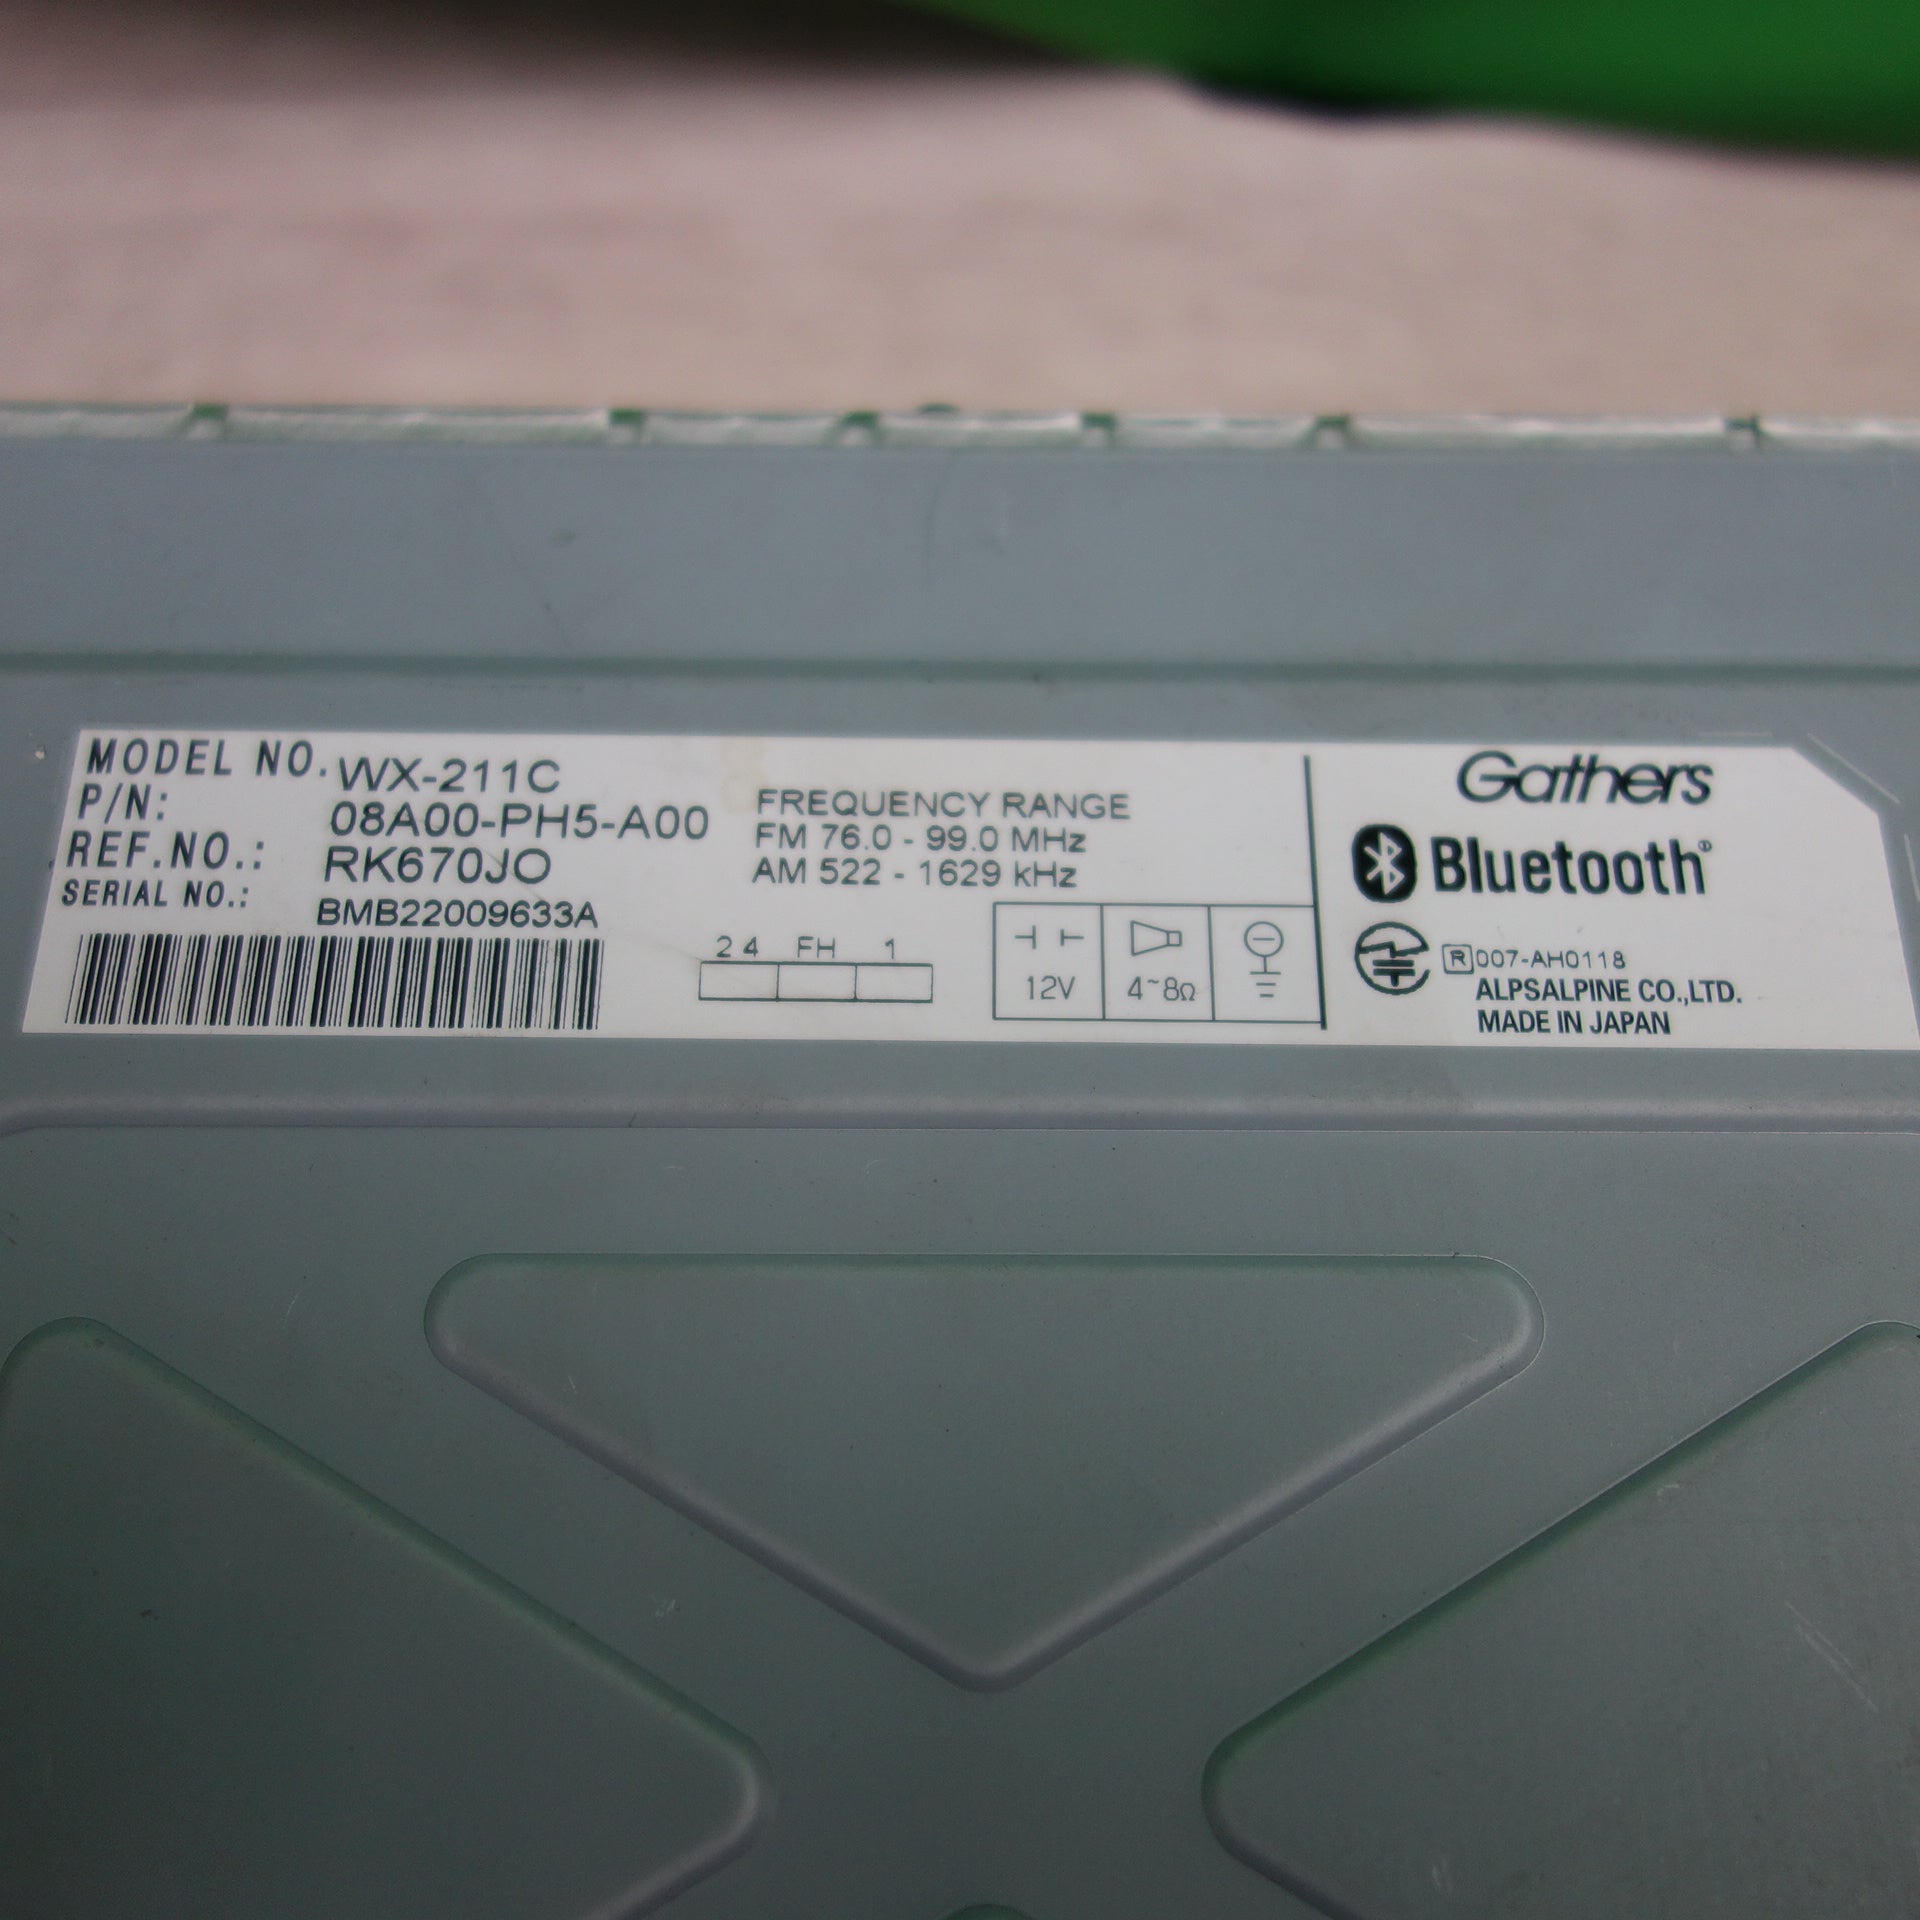 MODEL NO. WX-211C
P/N: 08A00-PH5-A00
REF.NO.: RK670JO
SERIAL NO.: BMB22009633A
FREQUENCY RANGE
FM 76.0 - 99.0 MHz
AM 522 - 1629 kHz
24 FH 1
12V 4~8Ω
Gathers
Bluetooth®
R 007-AH0118
ALPSALPINE CO.,LTD.
MADE IN JAPAN